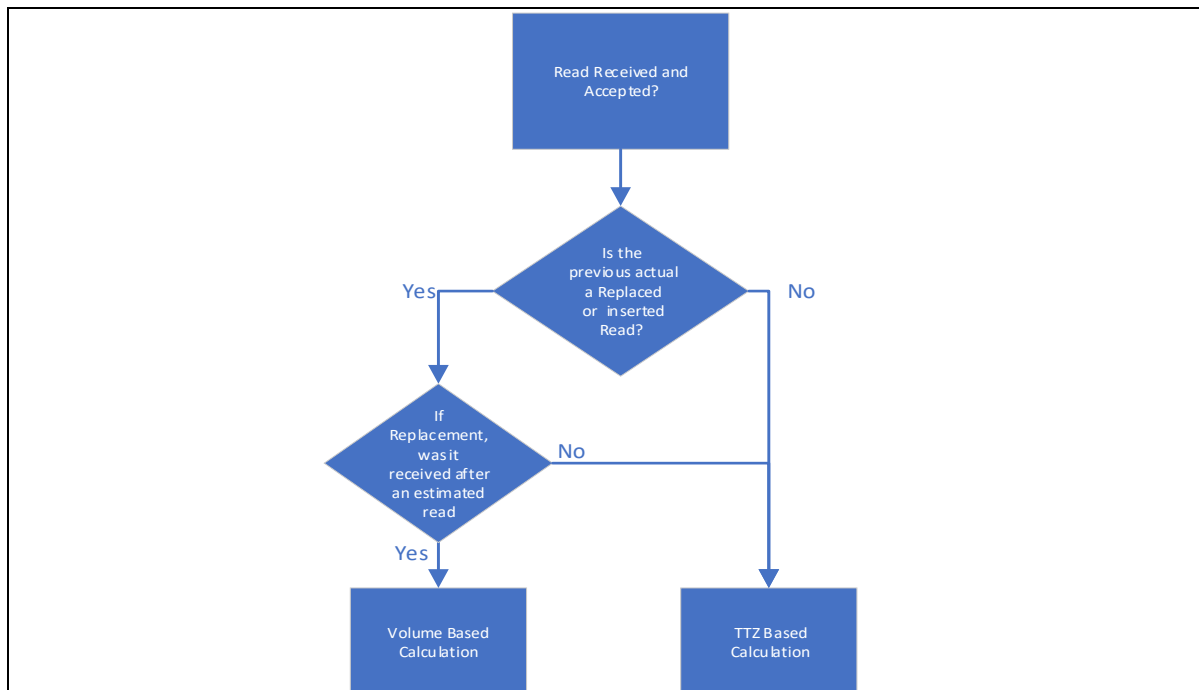 Read Received and
Accepted?
Is the
previous actual
a Replaced
or inserted
Read?
Yes
No
If
Replacement,
was it
received after
an estimated
read
No
Yes
Volume Based
Calculation
TTZ Based
Calculation